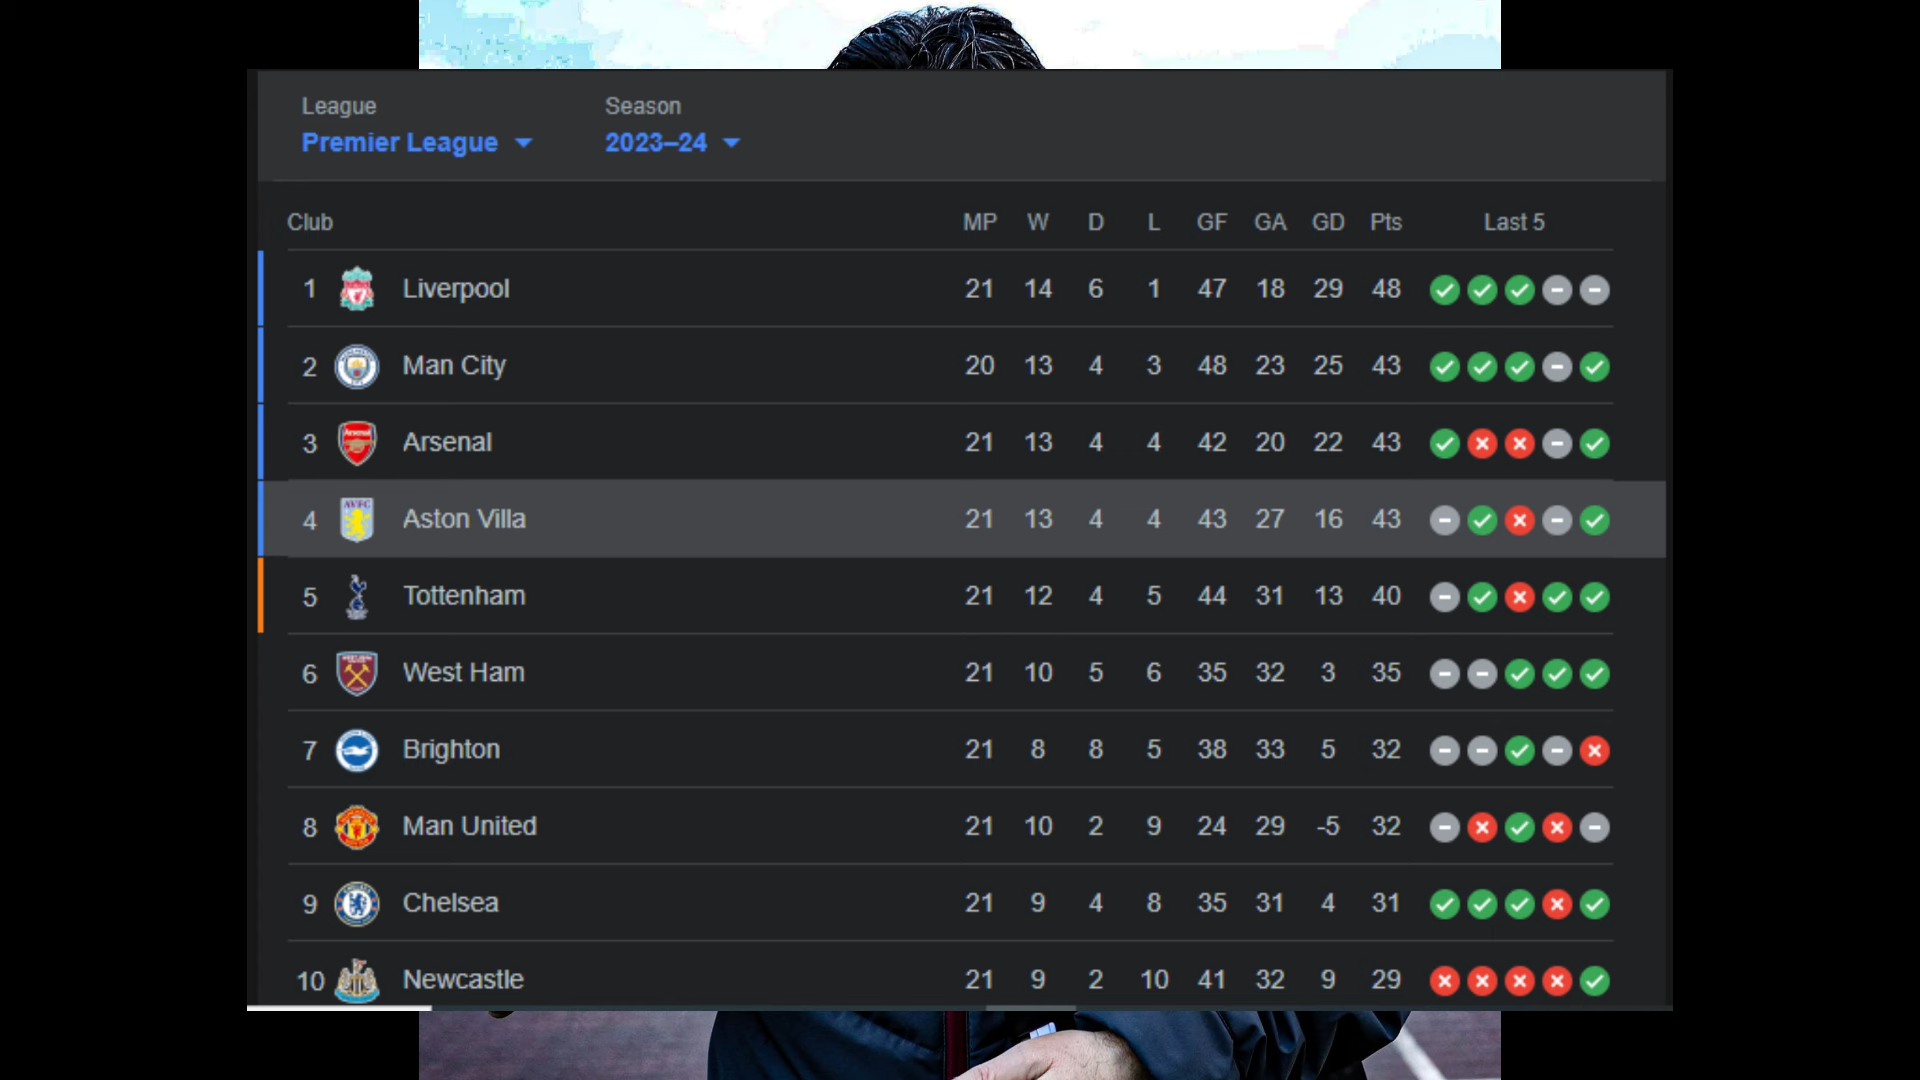 League Season
Premier League 2023–24
Club MP W D L GF GA GD Pts Last 5
1 Liverpool 21 14 6 1 47 18 29 48
2 Man City 20 13 4 3 48 23 25 43
3 Arsenal 21 13 4 4 42 20 22 43
4 AVFC Aston Villa 21 13 4 4 43 27 16 43
5 Tottenham 21 12 4 5 44 31 13 40
6 West Ham 21 10 5 6 35 32 3 35
7 Brighton 21 8 8 5 38 33 5 32
8 Man United 21 10 2 9 24 29 -5 32
9 Chelsea 21 9 4 8 35 31 4 31
10 Newcastle 21 9 2 10 41 32 9 29